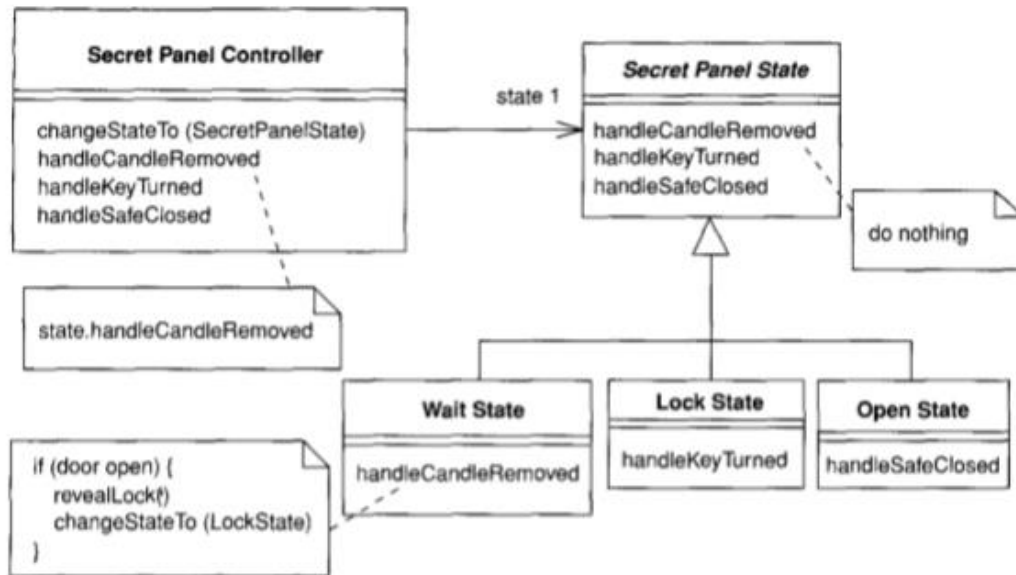 Secret Panel Controller
changeStateTo (SecretPanelState)
handleCandleRemoved
handleKeyTurned
handleSafeClosed
state 1
Secret Panel State
handleCandleRemoved
handleKeyTurned
handleSafeClosed
do nothing
state.handleCandleRemoved
Wait State
handleCandleRemoved
Lock State
handleKeyTurned
Open State
handleSafeClosed
if (door open) {
revealLock()
changeStateTo (LockState)
}